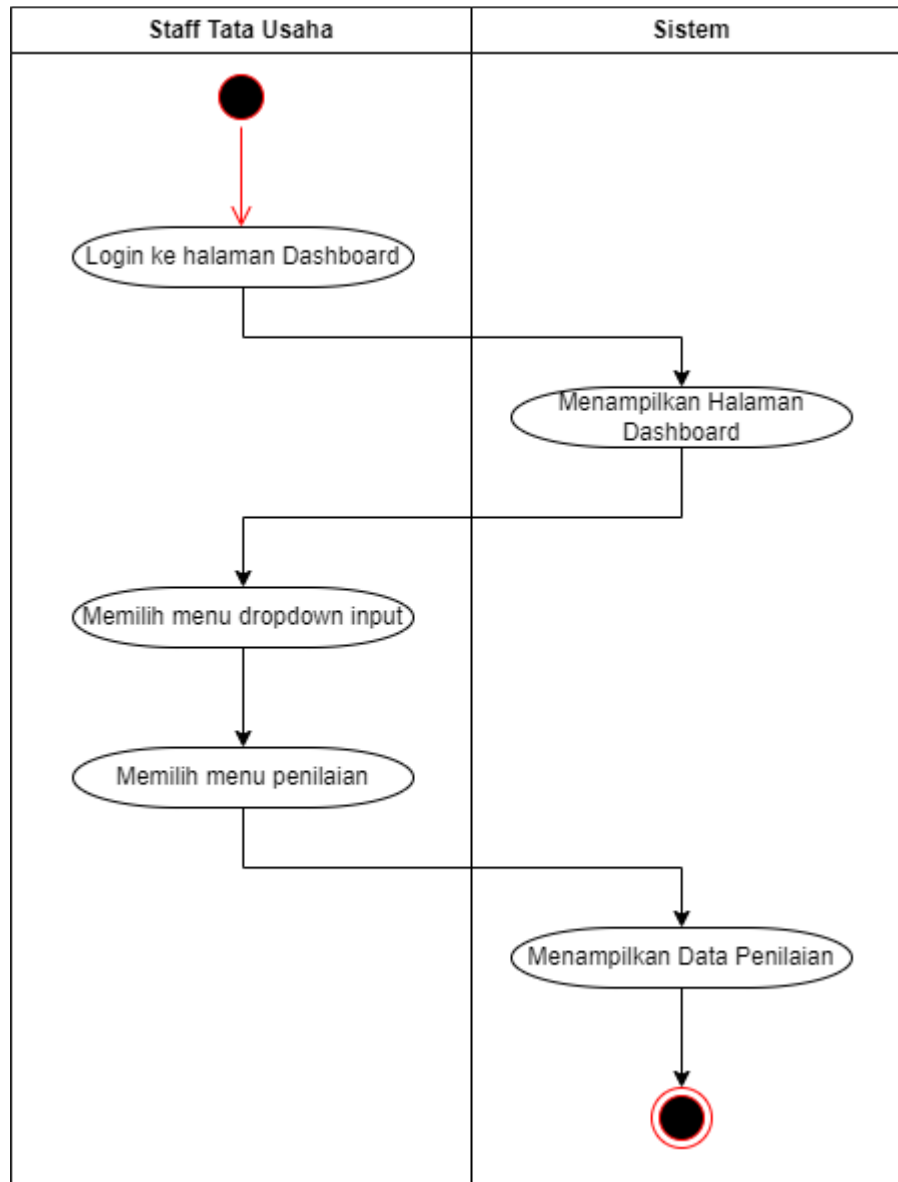 Staff Tata Usaha
Sistem
Login ke halaman Dashboard
Menampilkan Halaman
Dashboard
Memilih menu dropdown input
Memilih menu penilaian
Menampilkan Data Penilaian